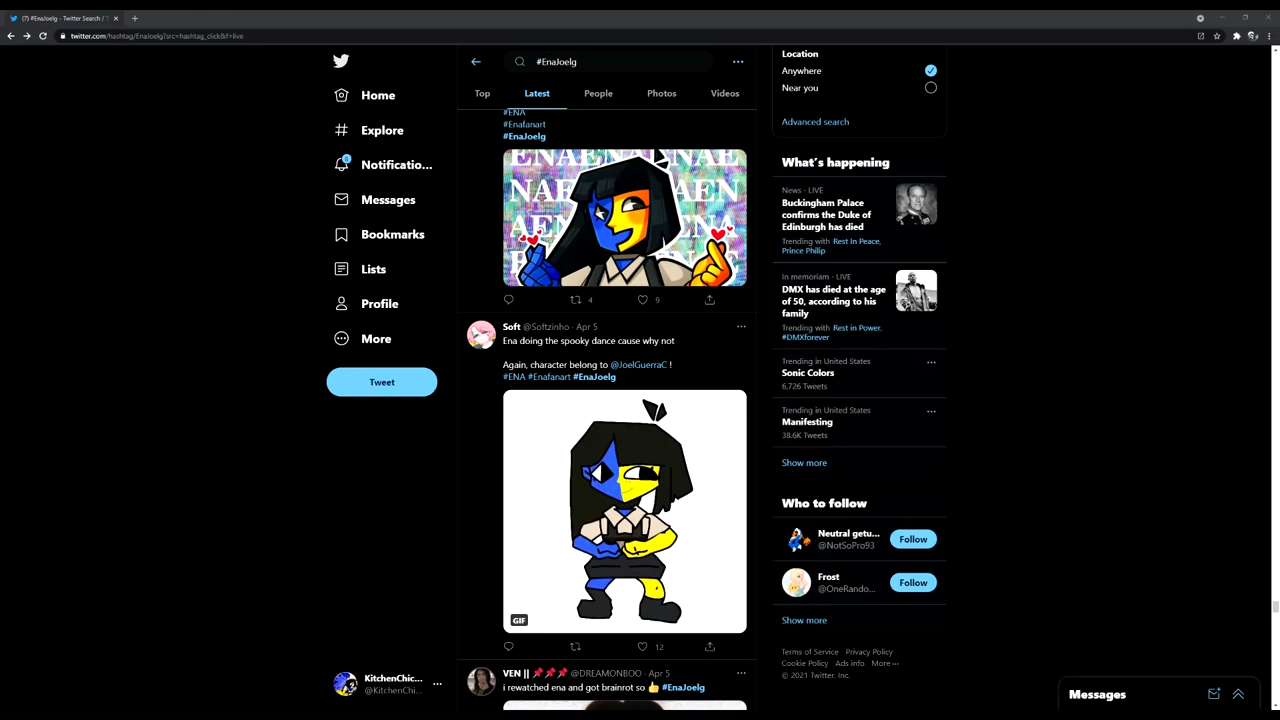 (7) #EnaJoelg - Twitter Search / T
twitter.com/hashtag/EnaJoelg?src=hashtag_click&f=live
Home
Explore
Notificatio...
Messages
Bookmarks
Lists
Profile
More
Tweet
KitchenChic...
@KitchenChi...
#EnaJoelg
Top Latest People Photos Videos
#ENA
#Enafanart
#EnaJoelg
4 9
Soft @Softzinho · Apr 5
Ena doing the spooky dance cause why not
Again, character belong to @JoelGuerraC !
#ENA #Enafanart #EnaJoelg
GIF
12
VEN || 📌📌📌 @DREAMONBOO · Apr 5
i rewatched ena and got brainrot so 👍 #EnaJoelg
Location
Anywhere
Near you
Advanced search
What's happening
News · LIVE
Buckingham Palace
confirms the Duke of
Edinburgh has died
Trending with Rest In Peace,
Prince Philip
In memoriam · LIVE
DMX has died at the age
of 50, according to his
family
Trending with Rest in Power,
#DMXforever
Trending in United States
Sonic Colors
6,726 Tweets
Trending in United States
Manifesting
38.6K Tweets
Show more
Who to follow
Neutral getu...
@NotSoPro93
Follow
Frost
@OneRando...
Follow
Show more
Terms of Service Privacy Policy
Cookie Policy Ads info More ···
© 2021 Twitter, Inc.
Messages